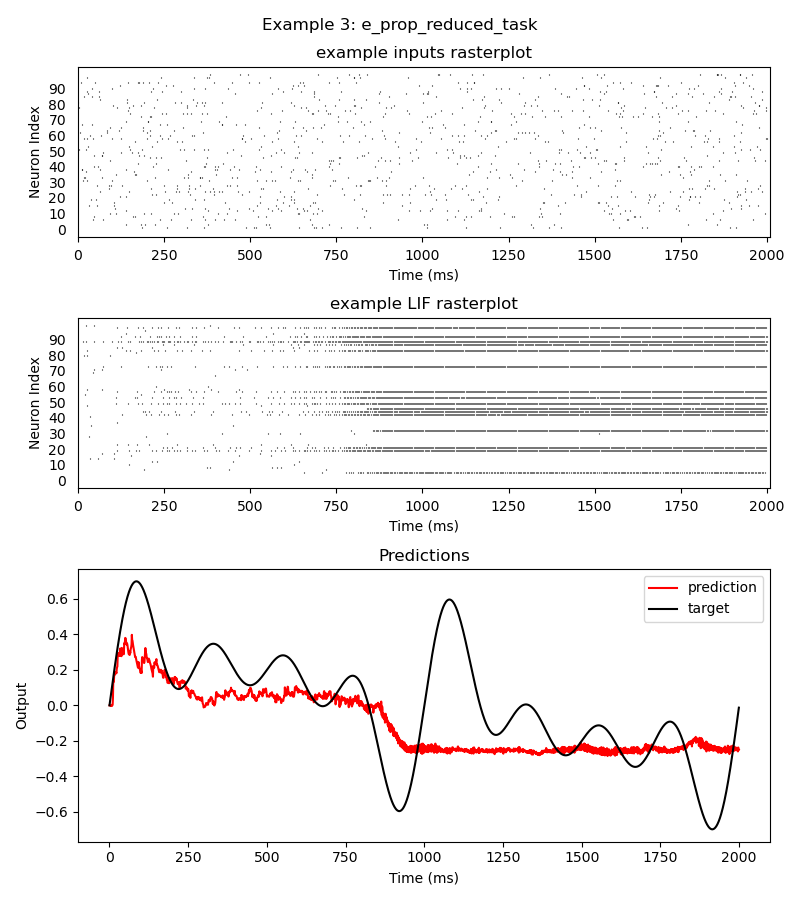 Example 3: e_prop_reduced_task
example inputs rasterplot
90
80
70
60
50
40
30
20
10
0
Neuron Index
0 250 500 750 1000 1250 1500 1750 2000
Time (ms)
example LIF rasterplot
90
80
70
60
50
40
30
20
10
0
Neuron Index
0 250 500 750 1000 1250 1500 1750 2000
Time (ms)
Predictions
prediction
target
0.6
0.4
0.2
0.0
−0.2
−0.4
−0.6
Output
0 250 500 750 1000 1250 1500 1750 2000
Time (ms)